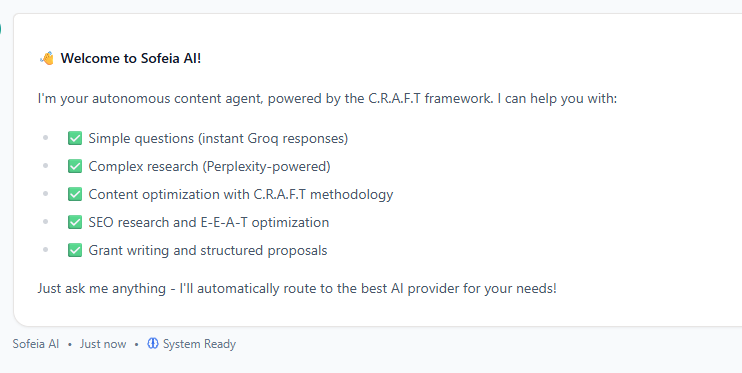 👋 Welcome to Sofeia AI!
I'm your autonomous content agent, powered by the C.R.A.F.T framework. I can help you with:
• ✅ Simple questions (instant Groq responses)
• ✅ Complex research (Perplexity-powered)
• ✅ Content optimization with C.R.A.F.T methodology
• ✅ SEO research and E-E-A-T optimization
• ✅ Grant writing and structured proposals
Just ask me anything - I'll automatically route to the best AI provider for your needs!
Sofeia AI • Just now • System Ready